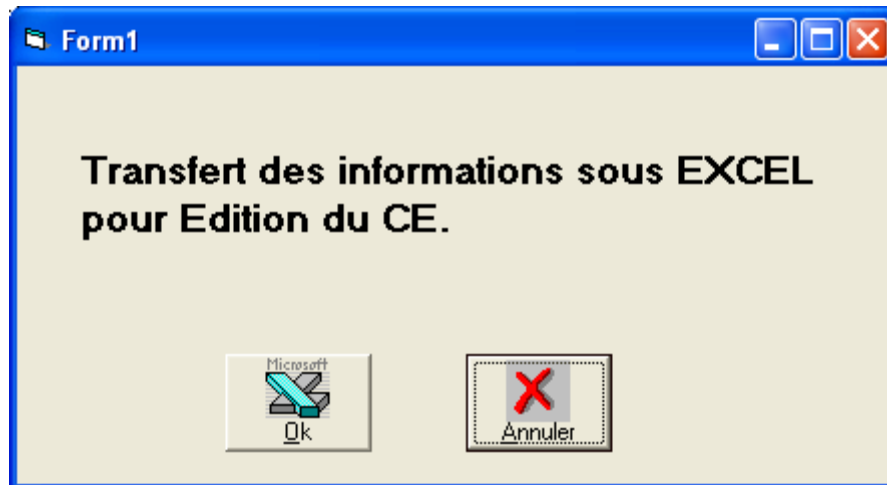 Form1
Transfert des informations sous EXCEL
pour Edition du CE.
Microsoft
Ok
Annuler